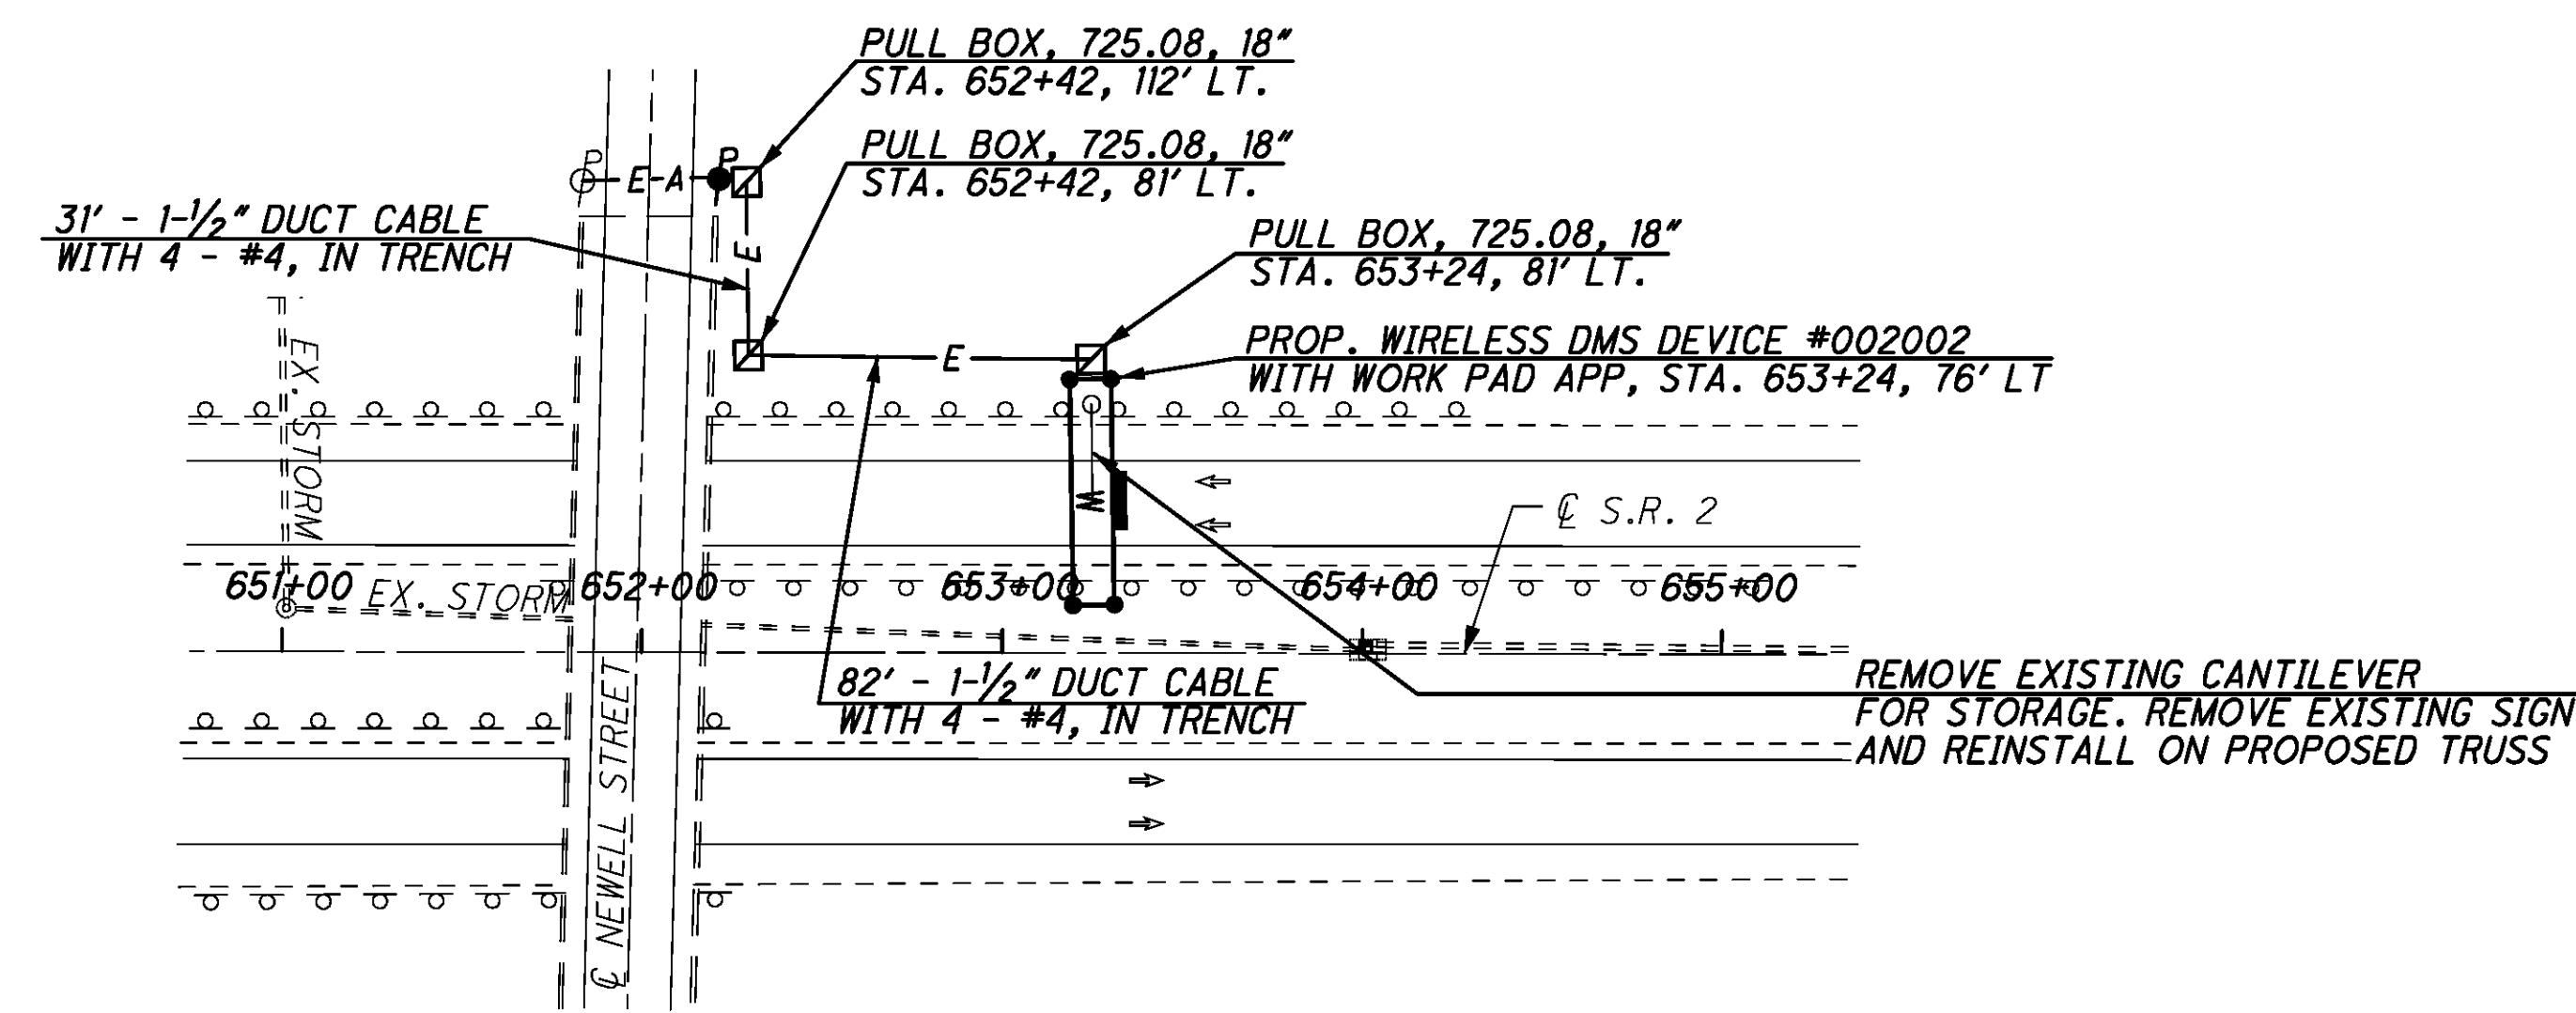 PULL BOX, 725.08, 18"
STA. 652+42, 112' LT.
PULL BOX, 725.08, 18"
STA. 652+42, 81' LT.
P
E-A
P
31' - 1-1/2" DUCT CABLE
WITH 4 - #4, IN TRENCH
E
PULL BOX, 725.08, 18"
STA. 653+24, 81' LT.
E
PROP. WIRELESS DMS DEVICE #002002
WITH WORK PAD APP, STA. 653+24, 76' LT
EX. STORM
W
℄ S.R. 2
651+00
EX. STORM
652+00
653+00
654+00
655+00
82' - 1-1/2" DUCT CABLE
WITH 4 - #4, IN TRENCH
REMOVE EXISTING CANTILEVER
FOR STORAGE. REMOVE EXISTING SIGN
AND REINSTALL ON PROPOSED TRUSS
℄ NEWELL STREET